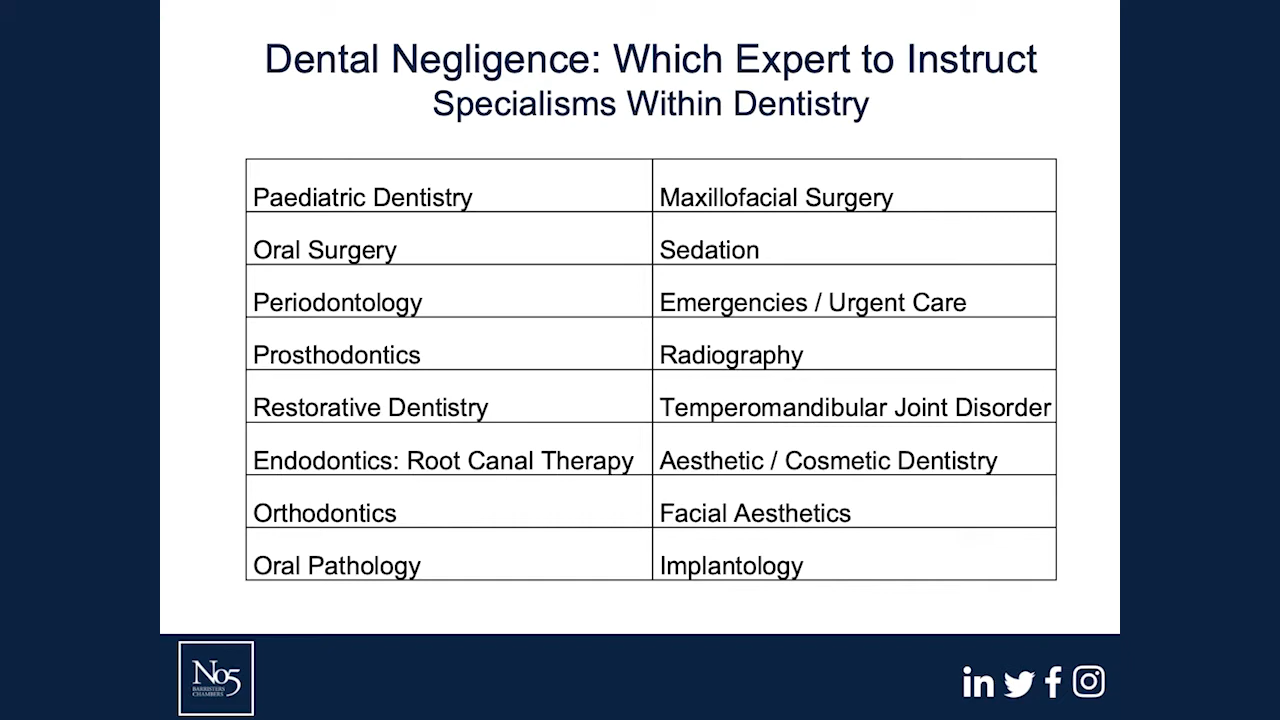 Dental Negligence: Which Expert to Instruct
Specialisms Within Dentistry
Paediatric Dentistry
Maxillofacial Surgery
Oral Surgery
Sedation
Periodontology
Emergencies / Urgent Care
Prosthodontics
Radiography
Restorative Dentistry
Temperomandibular Joint Disorder
Endodontics: Root Canal Therapy
Aesthetic / Cosmetic Dentistry
Orthodontics
Facial Aesthetics
Oral Pathology
Implantology
No5
BARRISTERS
CHAMBERS